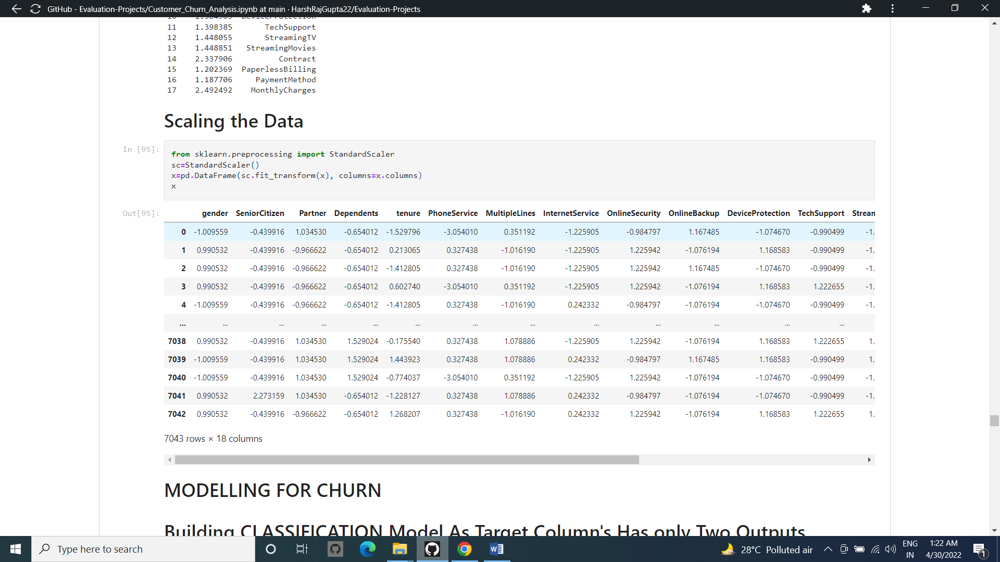 GitHub - Evaluation-Projects/Customer_Churn_Analysis.ipynb at main · HarshRajGupta22/Evaluation-Projects
11 1.398385 TechSupport
12 1.448055 StreamingTV
13 1.448851 StreamingMovies
14 2.337906 Contract
15 1.202369 PaperlessBilling
16 1.187706 PaymentMethod
17 2.492492 MonthlyCharges
Scaling the Data
In [95]:
from sklearn.preprocessing import StandardScaler
sc=StandardScaler()
x=pd.DataFrame(sc.fit_transform(x), columns=x.columns)
x
Out[95]:
gender SeniorCitizen Partner Dependents tenure PhoneService MultipleLines InternetService OnlineSecurity OnlineBackup DeviceProtection TechSupport Stream
0 -1.009559 -0.439916 1.034530 -0.654012 -1.529796 -3.054010 0.351192 -1.225905 -0.984797 1.167485 -1.074670 -0.990499 -1.
1 0.990532 -0.439916 -0.966622 -0.654012 0.213065 0.327438 -1.016190 -1.225905 1.225942 -1.076194 1.168583 -0.990499 -1.
2 0.990532 -0.439916 -0.966622 -0.654012 -1.412805 0.327438 -1.016190 -1.225905 1.225942 1.167485 -1.074670 -0.990499 -1.
3 0.990532 -0.439916 -0.966622 -0.654012 0.602740 -3.054010 0.351192 -1.225905 1.225942 -1.076194 1.168583 1.222655 -1.
4 -1.009559 -0.439916 -0.966622 -0.654012 -1.412805 0.327438 -1.016190 0.242332 -0.984797 -1.076194 -1.074670 -0.990499 -1.
... ... ... ... ... ... ... ... ... ... ... ... ...
7038 0.990532 -0.439916 1.034530 1.529024 -0.175540 0.327438 1.078886 -1.225905 1.225942 -1.076194 1.168583 1.222655 1.
7039 -1.009559 -0.439916 1.034530 1.529024 1.443923 0.327438 1.078886 0.242332 -0.984797 1.167485 1.168583 -0.990499 1.
7040 -1.009559 -0.439916 1.034530 1.529024 -0.774037 -3.054010 0.351192 -1.225905 1.225942 -1.076194 -1.074670 -0.990499 -1.
7041 0.990532 2.273159 1.034530 -0.654012 -1.228127 0.327438 1.078886 0.242332 -0.984797 -1.076194 -1.074670 -0.990499 -1.
7042 0.990532 -0.439916 -0.966622 -0.654012 1.268207 0.327438 -1.016190 0.242332 1.225942 -1.076194 1.168583 1.222655 1.
7043 rows × 18 columns
MODELLING FOR CHURN
Building CLASSIFICATION Model As Target Column's Has only Two Outputs
Type here to search
28°C Polluted air
ENG
IN
1:22 AM
4/30/2022
1